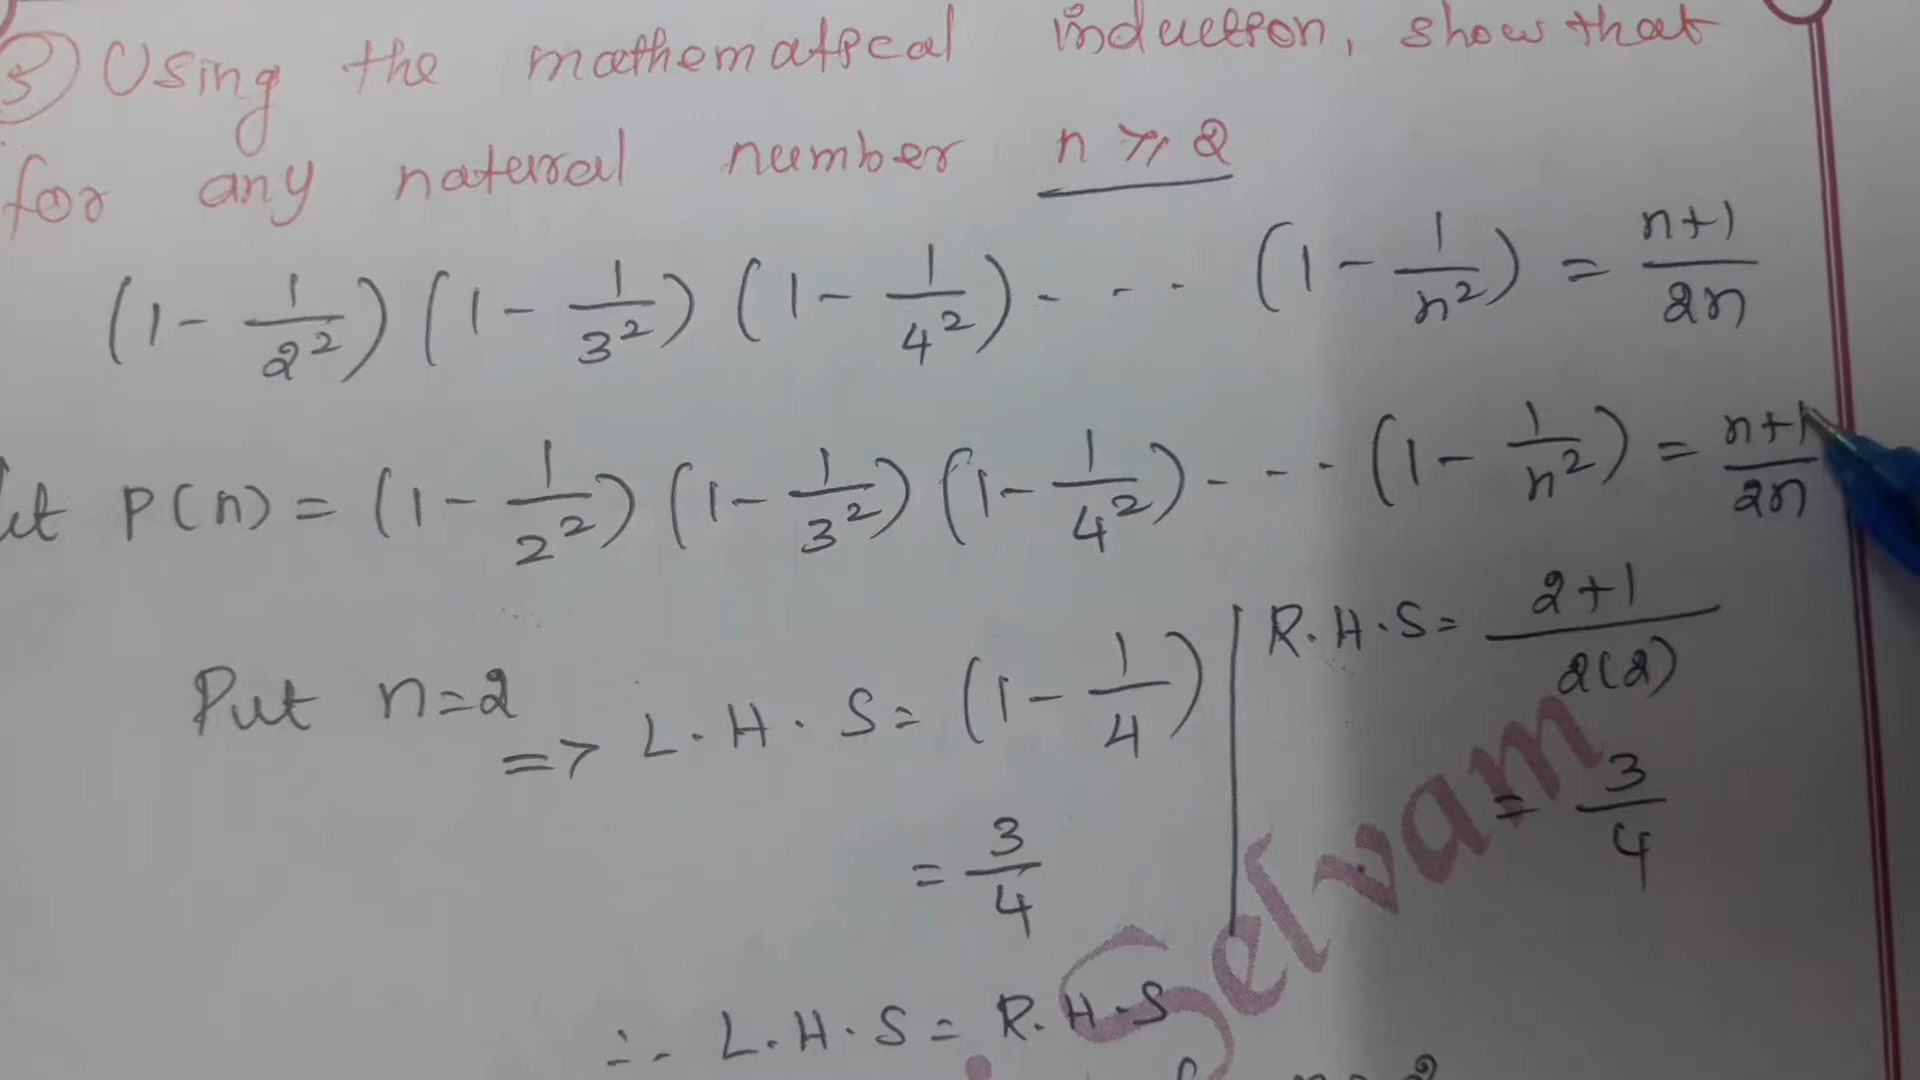 5) Using the mathematical induction, show that
for any natural number n ≥ 2
(1 - 1/2²) (1 - 1/3²) (1 - 1/4²) - - - (1 - 1/n²) = n+1/2n
P(n) = (1 - 1/2²) (1 - 1/3²) (1 - 1/4²) - - - (1 - 1/n²) = n+1/2n
Put n=2 => L.H.S = (1 - 1/4) | R.H.S = 2+1/2(2)
= 3/4 | = 3/4
∴ L.H.S = R.H.S
Selvam